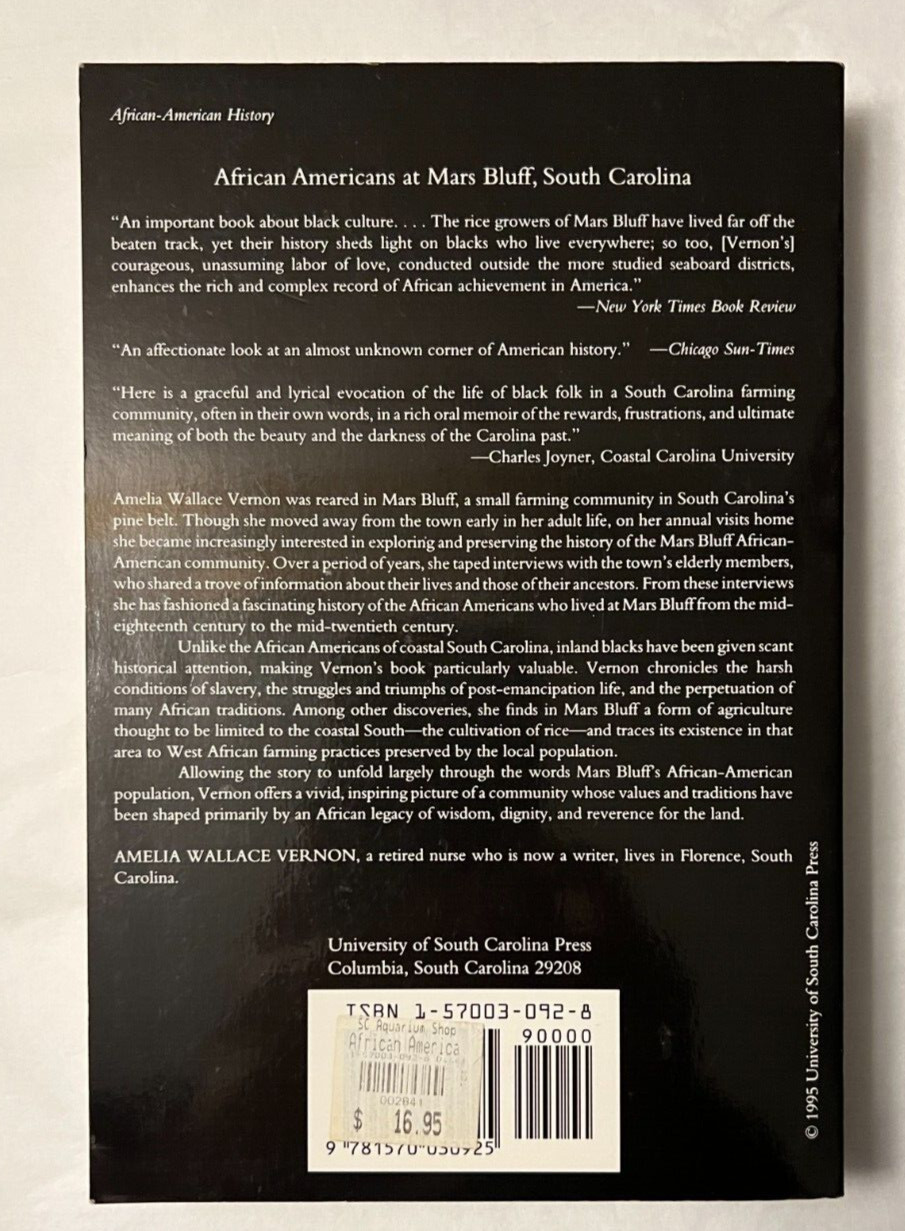 African-American History
African Americans at Mars Bluff, South Carolina
“An important book about black culture. . . . The rice growers of Mars Bluff have lived far off the
beaten track, yet their history sheds light on blacks who live everywhere; so too, [Vernon's]
courageous, unassuming labor of love, conducted outside the more studied seaboard districts,
enhances the rich and complex record of African achievement in America.”
—New York Times Book Review
“An affectionate look at an almost unknown corner of American history.” —Chicago Sun-Times
“Here is a graceful and lyrical evocation of the life of black folk in a South Carolina farming
community, often in their own words, in a rich oral memoir of the rewards, frustrations, and ultimate
meaning of both the beauty and the darkness of the Carolina past.”
—Charles Joyner, Coastal Carolina University
Amelia Wallace Vernon was reared in Mars Bluff, a small farming community in South Carolina's
pine belt. Though she moved away from the town early in her adult life, on her annual visits home
she became increasingly interested in exploring and preserving the history of the Mars Bluff African-
American community. Over a period of years, she taped interviews with the town's elderly members,
who shared a trove of information about their lives and those of their ancestors. From these interviews
she has fashioned a fascinating history of the African Americans who lived at Mars Bluff from the mid-
eighteenth century to the mid-twentieth century.
Unlike the African Americans of coastal South Carolina, inland blacks have been given scant
historical attention, making Vernon's book particularly valuable. Vernon chronicles the harsh
conditions of slavery, the struggles and triumphs of post-emancipation life, and the perpetuation of
many African traditions. Among other discoveries, she finds in Mars Bluff a form of agriculture
thought to be limited to the coastal South—the cultivation of rice—and traces its existence in that
area to West African farming practices preserved by the local population.
Allowing the story to unfold largely through the words Mars Bluff's African-American
population, Vernon offers a vivid, inspiring picture of a community whose values and traditions have
been shaped primarily by an African legacy of wisdom, dignity, and reverence for the land.
AMELIA WALLACE VERNON, a retired nurse who is now a writer, lives in Florence, South
Carolina.
University of South Carolina Press
Columbia, South Carolina 29208
ISBN 1-57003-092-8
90000
SC Aquarium Shop
African America
002841
$ 16.95
9 781570 030925
© 1995 University of South Carolina Press